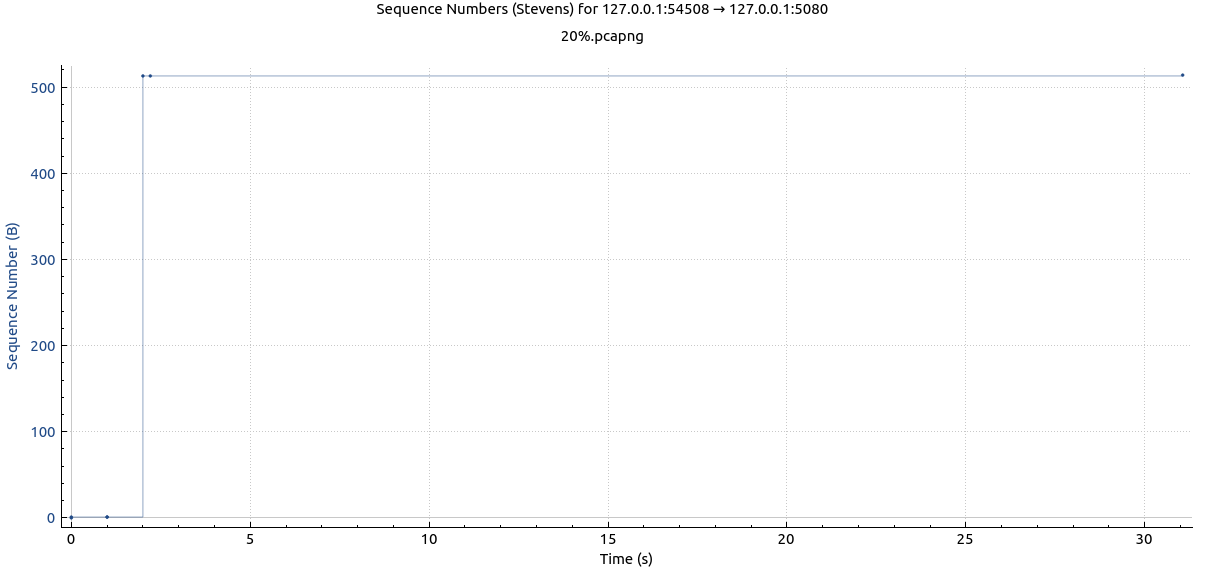 Sequence Numbers (Stevens) for 127.0.0.1:54508 → 127.0.0.1:5080
20%.pcapng
Sequence Number (B)
500
400
300
200
100
0
0 5 10 15 20 25 30
Time (s)